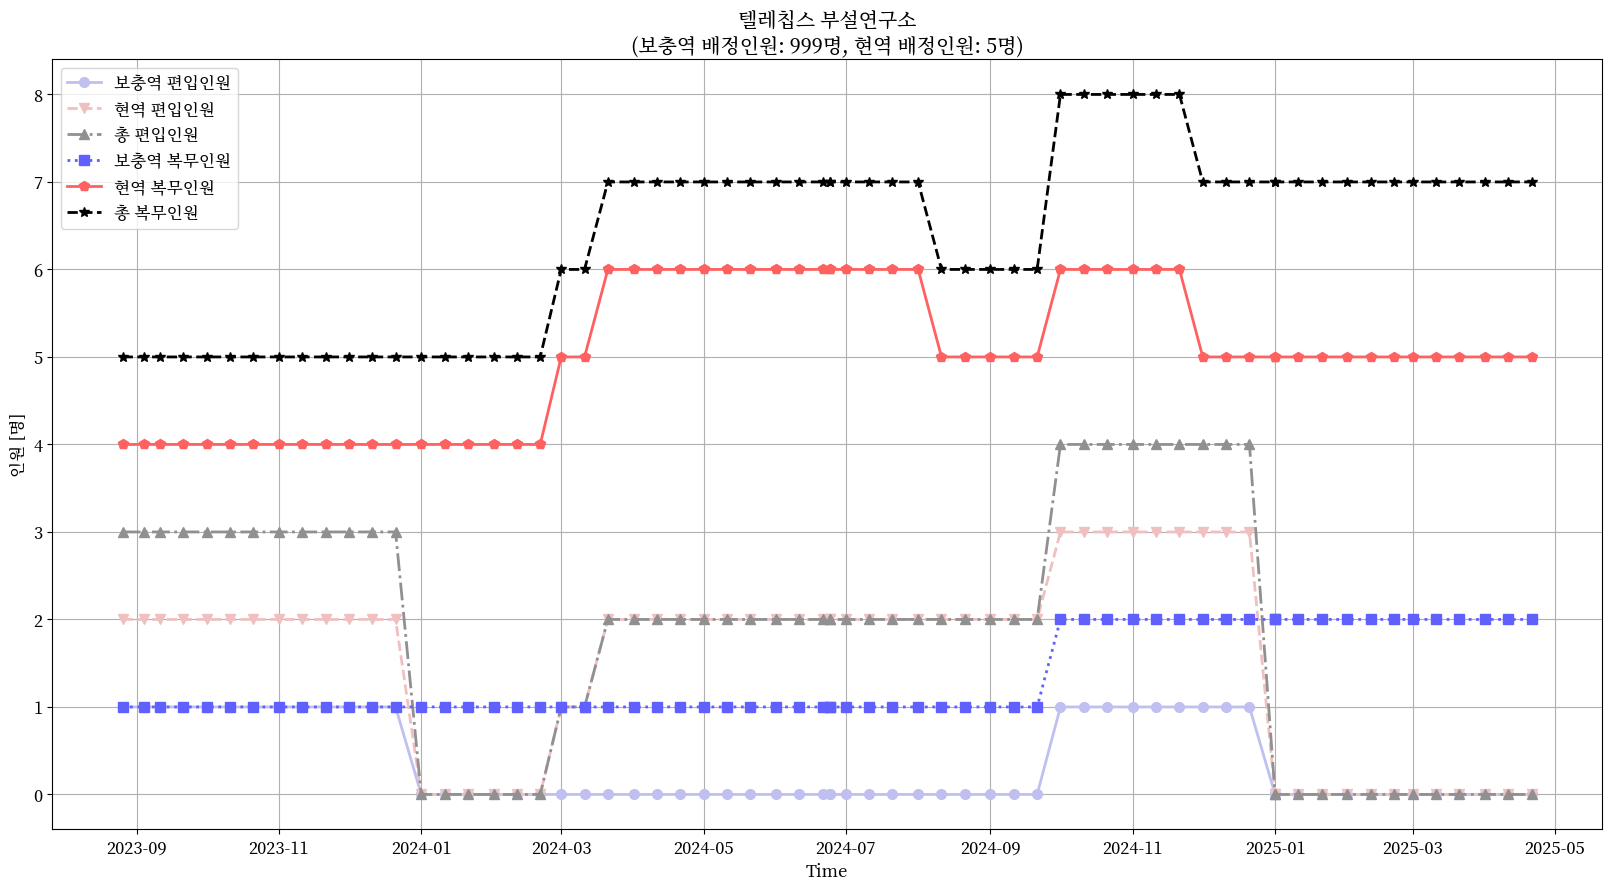 텔레칩스 부설연구소
(보충역 배정인원: 999명, 현역 배정인원: 5명)
보충역 편입인원
현역 편입인원
총 편입인원
보충역 복무인원
현역 복무인원
총 복무인원
8
7
6
5
4
3
2
1
0
인원 [명]
2023-09
2023-11
2024-01
2024-03
2024-05
2024-07
2024-09
2024-11
2025-01
2025-03
2025-05
Time